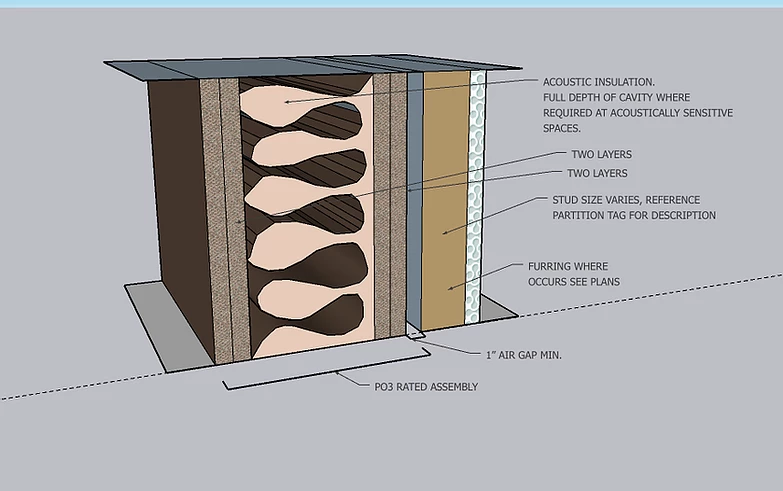 ACOUSTIC INSULATION.
FULL DEPTH OF CAVITY WHERE
REQUIRED AT ACOUSTICALLY SENSITIVE
SPACES.
TWO LAYERS
TWO LAYERS
STUD SIZE VARIES, REFERENCE
PARTITION TAG FOR DESCRIPTION
FURRING WHERE
OCCURS SEE PLANS
1" AIR GAP MIN.
PO3 RATED ASSEMBLY